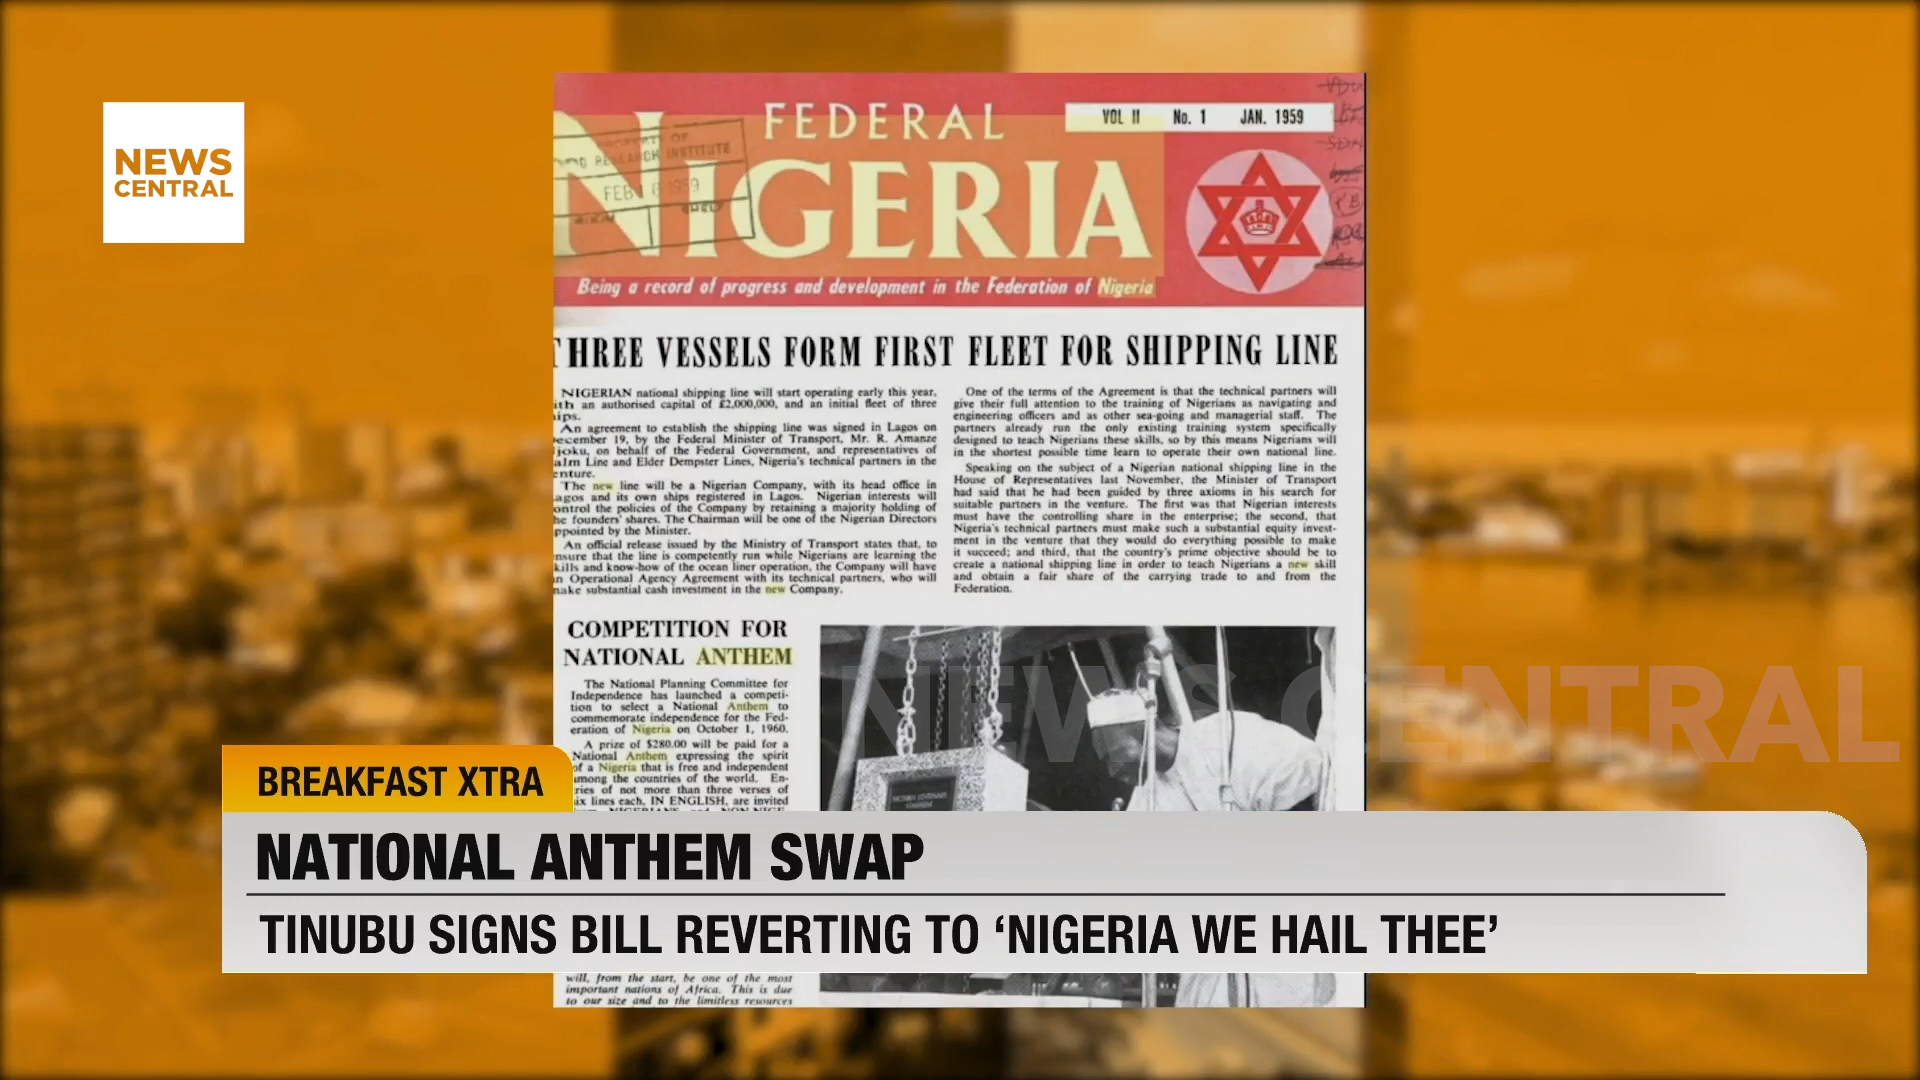 NEWS
CENTRAL
FEDERAL
NIGERIA
VOL II No. 1 JAN. 1959
PROPERTY OF
RESEARCH INSTITUTE
FEB 1959
Being a record of progress and development in the Federation of Nigeria
THREE VESSELS FORM FIRST FLEET FOR SHIPPING LINE
NIGERIAN national shipping line will start operating early this year,
ith an authorised capital of £2,000,000, and an initial fleet of three
ips.
An agreement to establish the shipping line was signed in Lagos on
ecember 19, by the Federal Minister of Transport, Mr. R. Amanze
joku, on behalf of the Federal Government, and representatives of
alm Line and Elder Dempster Lines, Nigeria's technical partners in the
enture.
The new line will be a Nigerian Company, with its head office in
agos and its own ships registered in Lagos. Nigerian interests will
ontrol the policies of the Company by retaining a majority holding of
he founders' shares. The Chairman will be one of the Nigerian Directors
ppointed by the Minister.
An official release issued by the Ministry of Transport states that, to
nsure that the line is competently run while Nigerians are learning the
kills and know-how of the ocean liner operation, the Company will have
n Operational Agency Agreement with its technical partners, who will
nake substantial cash investment in the new Company.
One of the terms of the Agreement is that the technical partners will
give their full attention to the training of Nigerians as navigating and
engineering officers and as other sea-going and managerial staff. The
partners already run the only existing training system specifically
designed to teach Nigerians these skills, so by this means Nigerians will
in the shortest possible time learn to operate their own national line.
Speaking on the subject of a Nigerian national shipping line in the
House of Representatives last November, the Minister of Transport
had said that he had been guided by three axioms in his search for
suitable partners in the venture. The first was that Nigerian interests
must have the controlling share in the enterprise; the second, that
Nigeria's technical partners must make such a substantial equity invest-
ment in the venture that they would do everything possible to make
it succeed; and third, that the country's prime objective should be to
create a national shipping line in order to teach Nigerians a new skill
and obtain a fair share of the carrying trade to and from the
Federation.
COMPETITION FOR
NATIONAL ANTHEM
The National Planning Committee for
Independence has launched a competi-
tion to select a National Anthem to
commemorate independence for the Fed-
eration of Nigeria on October 1, 1960.
A prize of $280.00 will be paid for a
National Anthem expressing the spirit
of a Nigeria that is free and independent
among the countries of the world. En-
ries of not more than three verses of
ix lines each, IN ENGLISH, are invited
NEWS CENTRAL
BREAKFAST XTRA
NATIONAL ANTHEM SWAP
TINUBU SIGNS BILL REVERTING TO ‘NIGERIA WE HAIL THEE’
will, from the start, be one of the most
important nations of Africa. This is due
to our size and to the limitless resources